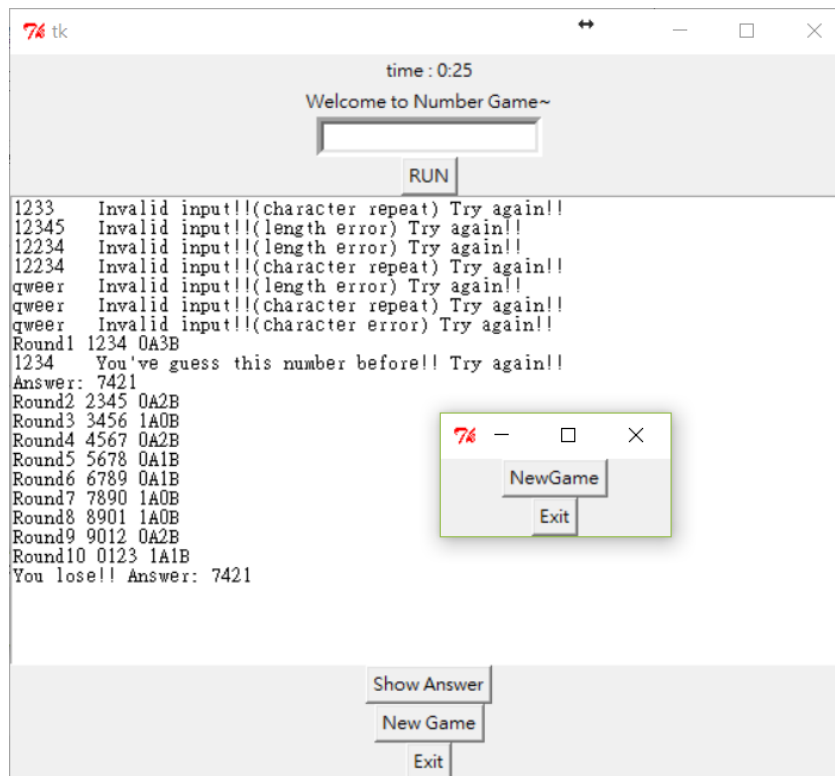 tk
time : 0:25
Welcome to Number Game~
RUN
1233 Invalid input!!(character repeat) Try again!!
12345 Invalid input!!(length error) Try again!!
12234 Invalid input!!(length error) Try again!!
12234 Invalid input!!(character repeat) Try again!!
qweer Invalid input!!(length error) Try again!!
qweer Invalid input!!(character repeat) Try again!!
qweer Invalid input!!(character error) Try again!!
Round1 1234 0A3B
1234 You've guess this number before!! Try again!!
Answer: 7421
Round2 2345 0A2B
Round3 3456 1A0B
Round4 4567 0A2B
Round5 5678 0A1B
Round6 6789 0A1B
Round7 7890 1A0B
Round8 8901 1A0B
Round9 9012 0A2B
Round10 0123 1A1B
You lose!! Answer: 7421
NewGame
Exit
Show Answer
New Game
Exit